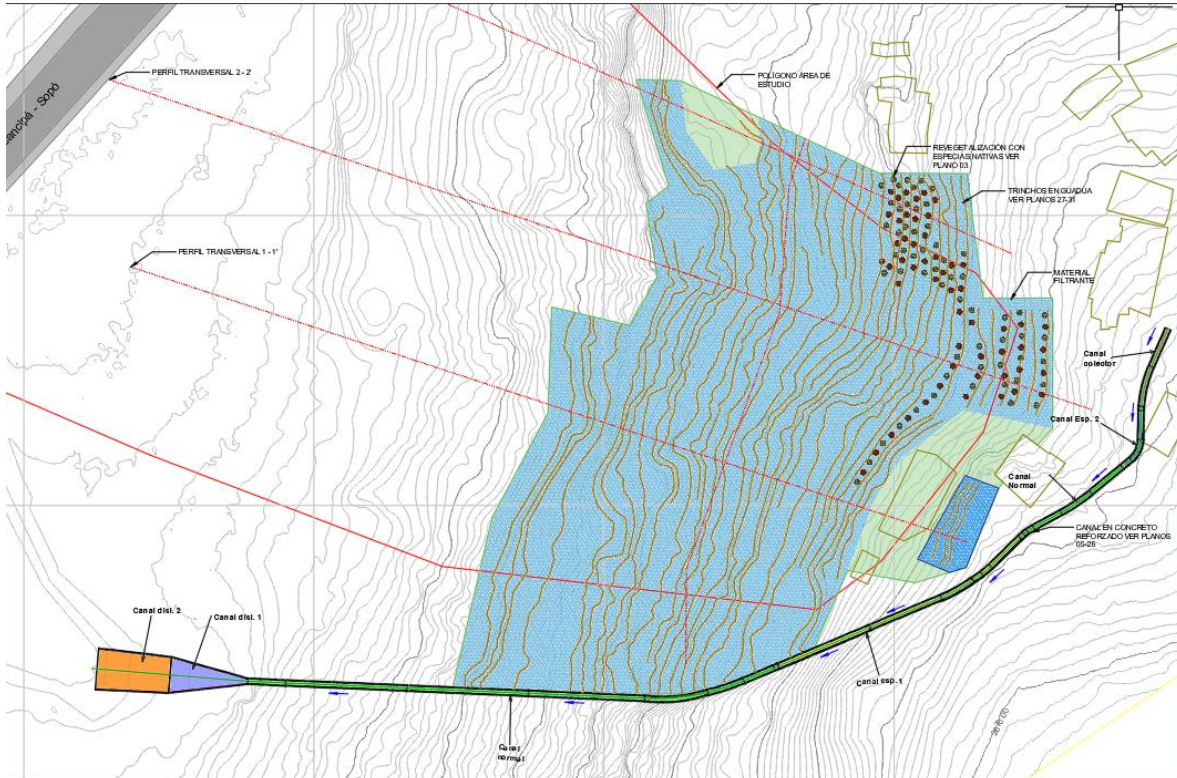 ancipá - Sopó
PERFIL TRANSVERSAL 2 - 2'
POLÍGONO ÁREA DE
ESTUDIO
REVEGETALIZACIÓN CON
ESPECIAS NATIVAS VER
PLANO 03
TRINCHOS EN GUADUA
VER PLANOS 27-31
PERFIL TRANSVERSAL 1 - 1'
MATERIAL
FILTRANTE
Canal
colector
Canal Esp. 2
Canal
Normal
CANAL EN CONCRETO
REFORZADO VER PLANOS
05-26
Canal disi. 2
Canal disi. 1
Canal esp.1
Canal
normal